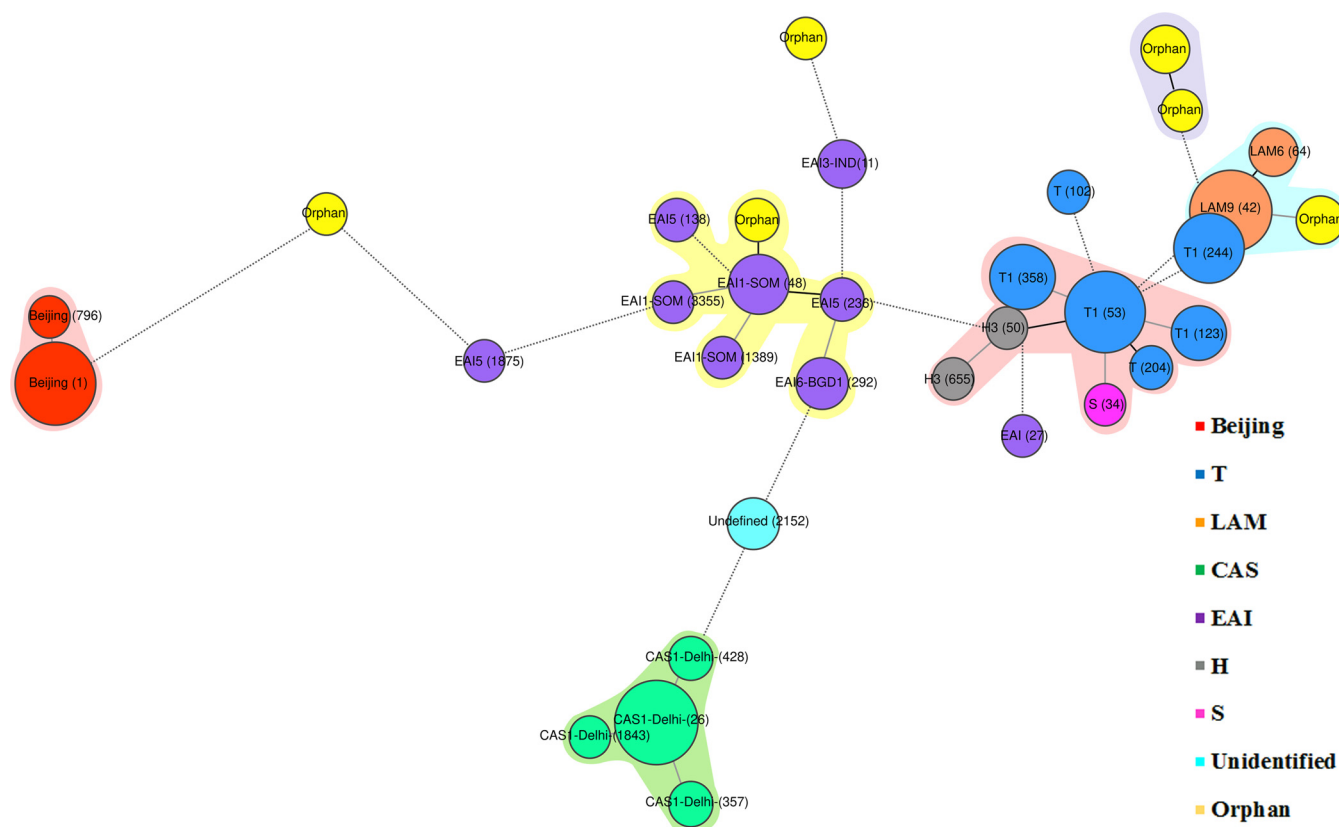 Orphan
Orphan
Orphan
LAM6 (64)
EAI3-IND(11)
T (102)
LAM9 (42)
Orphan
Orphan
EAI5 (138)
Orphan
T1 (244)
T1 (358)
EAI1-SOM (48)
EAI1-SOM (3355)
EAI5 (236)
T1 (53)
Beijing (796)
H3 (50)
T1 (123)
EAI1-SOM (1389)
EAI5 (1875)
T (204)
H3 (655)
Beijing (1)
EAI6-BGD1 (292)
S (34)
EAI (27)
Undefined (2152)
CAS1-Delhi-(428)
CAS1-Delhi-(26)
CAS1-Delhi-(1843)
CAS1-Delhi-(357)
Beijing
T
LAM
CAS
EAI
H
S
Unidentified
Orphan